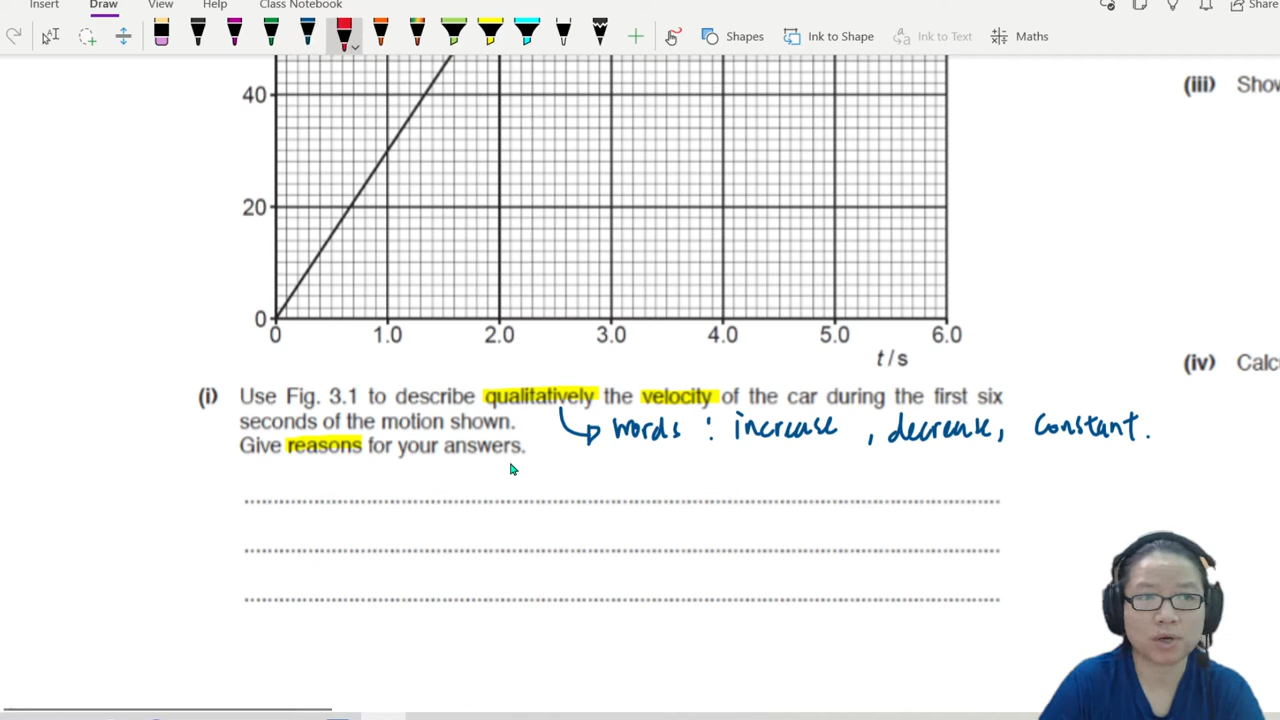 Insert Draw View Help Class Notebook Share
Shapes Ink to Shape Ink to Text Maths
40
20
0
0 1.0 2.0 3.0 4.0 5.0 6.0
t / s
(i) Use Fig. 3.1 to describe qualitatively the velocity of the car during the first six
seconds of the motion shown.
words : increase , decrease, constant.
Give reasons for your answers.
(iii) Show
(iv) Calc